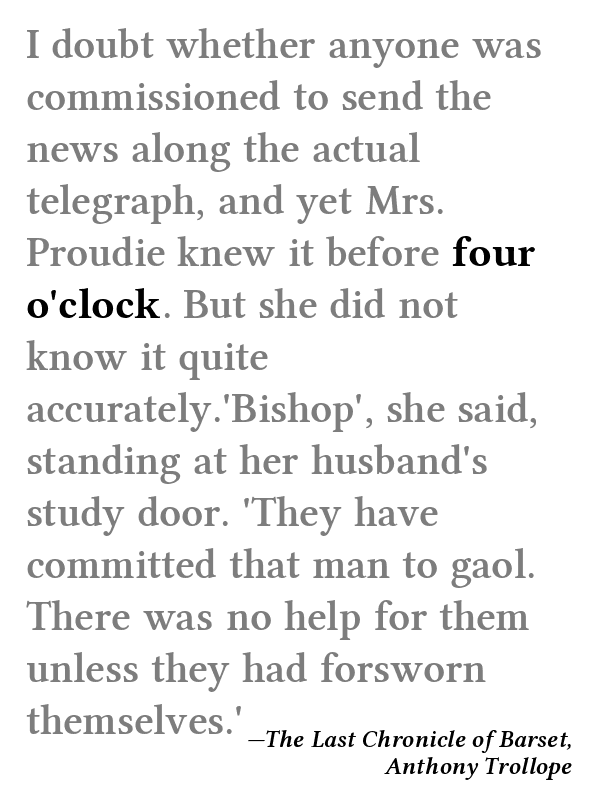 I doubt whether anyone was
commissioned to send the
news along the actual
telegraph, and yet Mrs.
Proudie knew it before four
o'clock. But she did not
know it quite
accurately.'Bishop', she said,
standing at her husband's
study door. 'They have
committed that man to gaol.
There was no help for them
unless they had forsworn
themselves.'
—The Last Chronicle of Barset,
Anthony Trollope